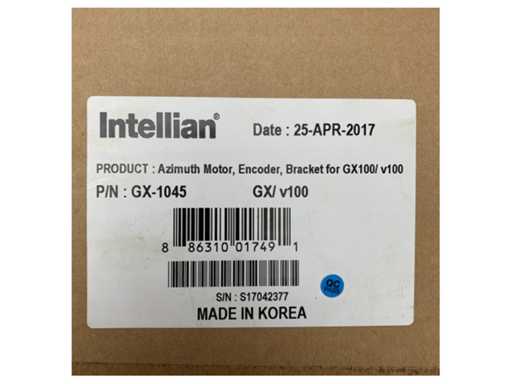 Intellian®
Date : 25-APR-2017
PRODUCT : Azimuth Motor, Encoder, Bracket for GX100/ v100
P/N : GX-1045 GX/ v100
8 86310 01749 1
S/N : S17042377
QC
MADE IN KOREA